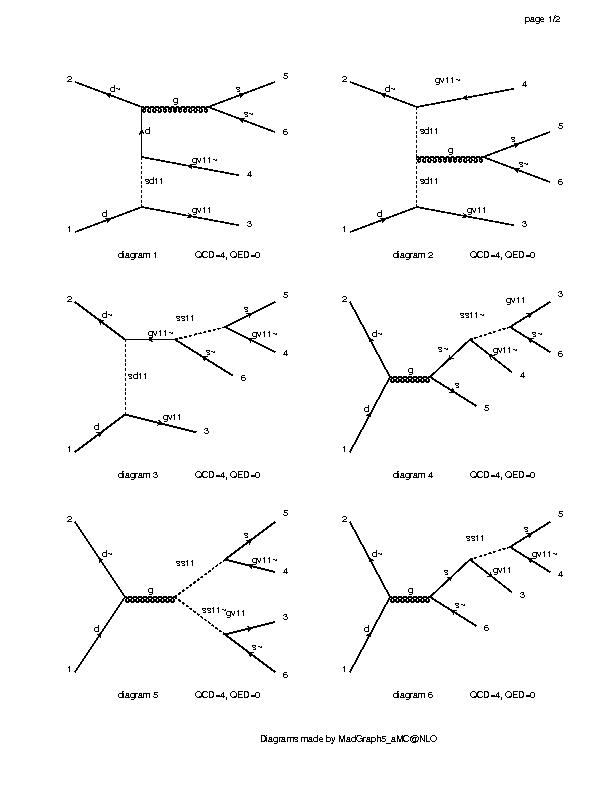 page 1/2
2 d~ g s 5
s~ 6
d
gv11~ 4
sd11
d gv11
1 3
diagram 1 QCD=4, QED=0
2 d~ gv11~ 4
sd11
g s 5
s~ 6
sd11
d gv11
1 3
diagram 2 QCD=4, QED=0
2 d~ ss11 s 5
gv11~ gv11~ 4
s~ 6
sd11
d gv11
1 3
diagram 3 QCD=4, QED=0
2 gv11 3
d~ ss11~ s~ 6
s~ gv11~ 4
g
s 5
d
1
diagram 4 QCD=4, QED=0
2 s 5
d~ ss11 gv11~ 4
g
ss11~ gv11 3
d s~
1 6
diagram 5 QCD=4, QED=0
2 s 5
d~ ss11 gv11~ 4
s gv11 3
g
s~ 6
d
1
diagram 6 QCD=4, QED=0
Diagrams made by MadGraph5_aMC@NLO